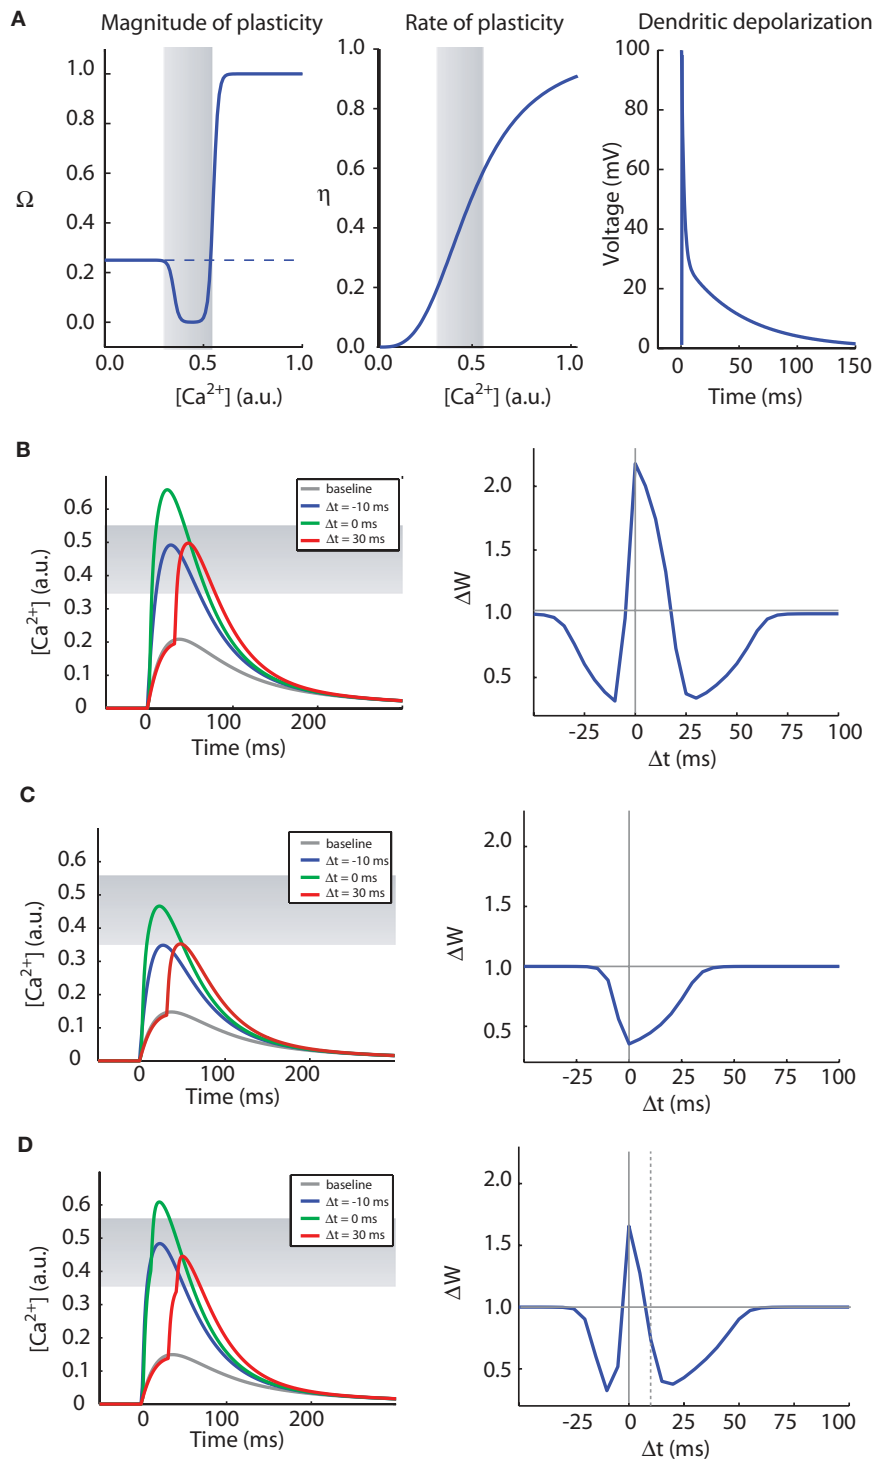 A
Magnitude of plasticity
Rate of plasticity
Dendritic depolarization
1.0
0.8
0.6
0.4
0.2
0.0
Ω
0.0
0.5
1.0
[Ca2+] (a.u.)
1.0
0.8
0.6
0.4
0.2
0.0
η
0.0
0.5
1.0
[Ca2+] (a.u.)
100
80
60
40
20
0
Voltage (mV)
0
50
100
150
Time (ms)
B
0.6
0.5
0.4
0.3
0.2
0.1
0
[Ca2+] (a.u.)
baseline
Δt = -10 ms
Δt = 0 ms
Δt = 30 ms
0
100
200
Time (ms)
2.0
1.5
1.0
0.5
ΔW
-25
0
25
50
75
100
Δt (ms)
C
0.6
0.5
0.4
0.3
0.2
0.1
0
[Ca2+] (a.u.)
baseline
Δt = -10 ms
Δt = 0 ms
Δt = 30 ms
0
100
200
Time (ms)
2.0
1.5
1.0
0.5
ΔW
-25
0
25
50
75
100
Δt (ms)
D
0.6
0.5
0.4
0.3
0.2
0.1
0
[Ca2+] (a.u.)
baseline
Δt = -10 ms
Δt = 0 ms
Δt = 30 ms
0
100
200
Time (ms)
2.0
1.5
1.0
0.5
ΔW
-25
0
25
50
75
100
Δt (ms)